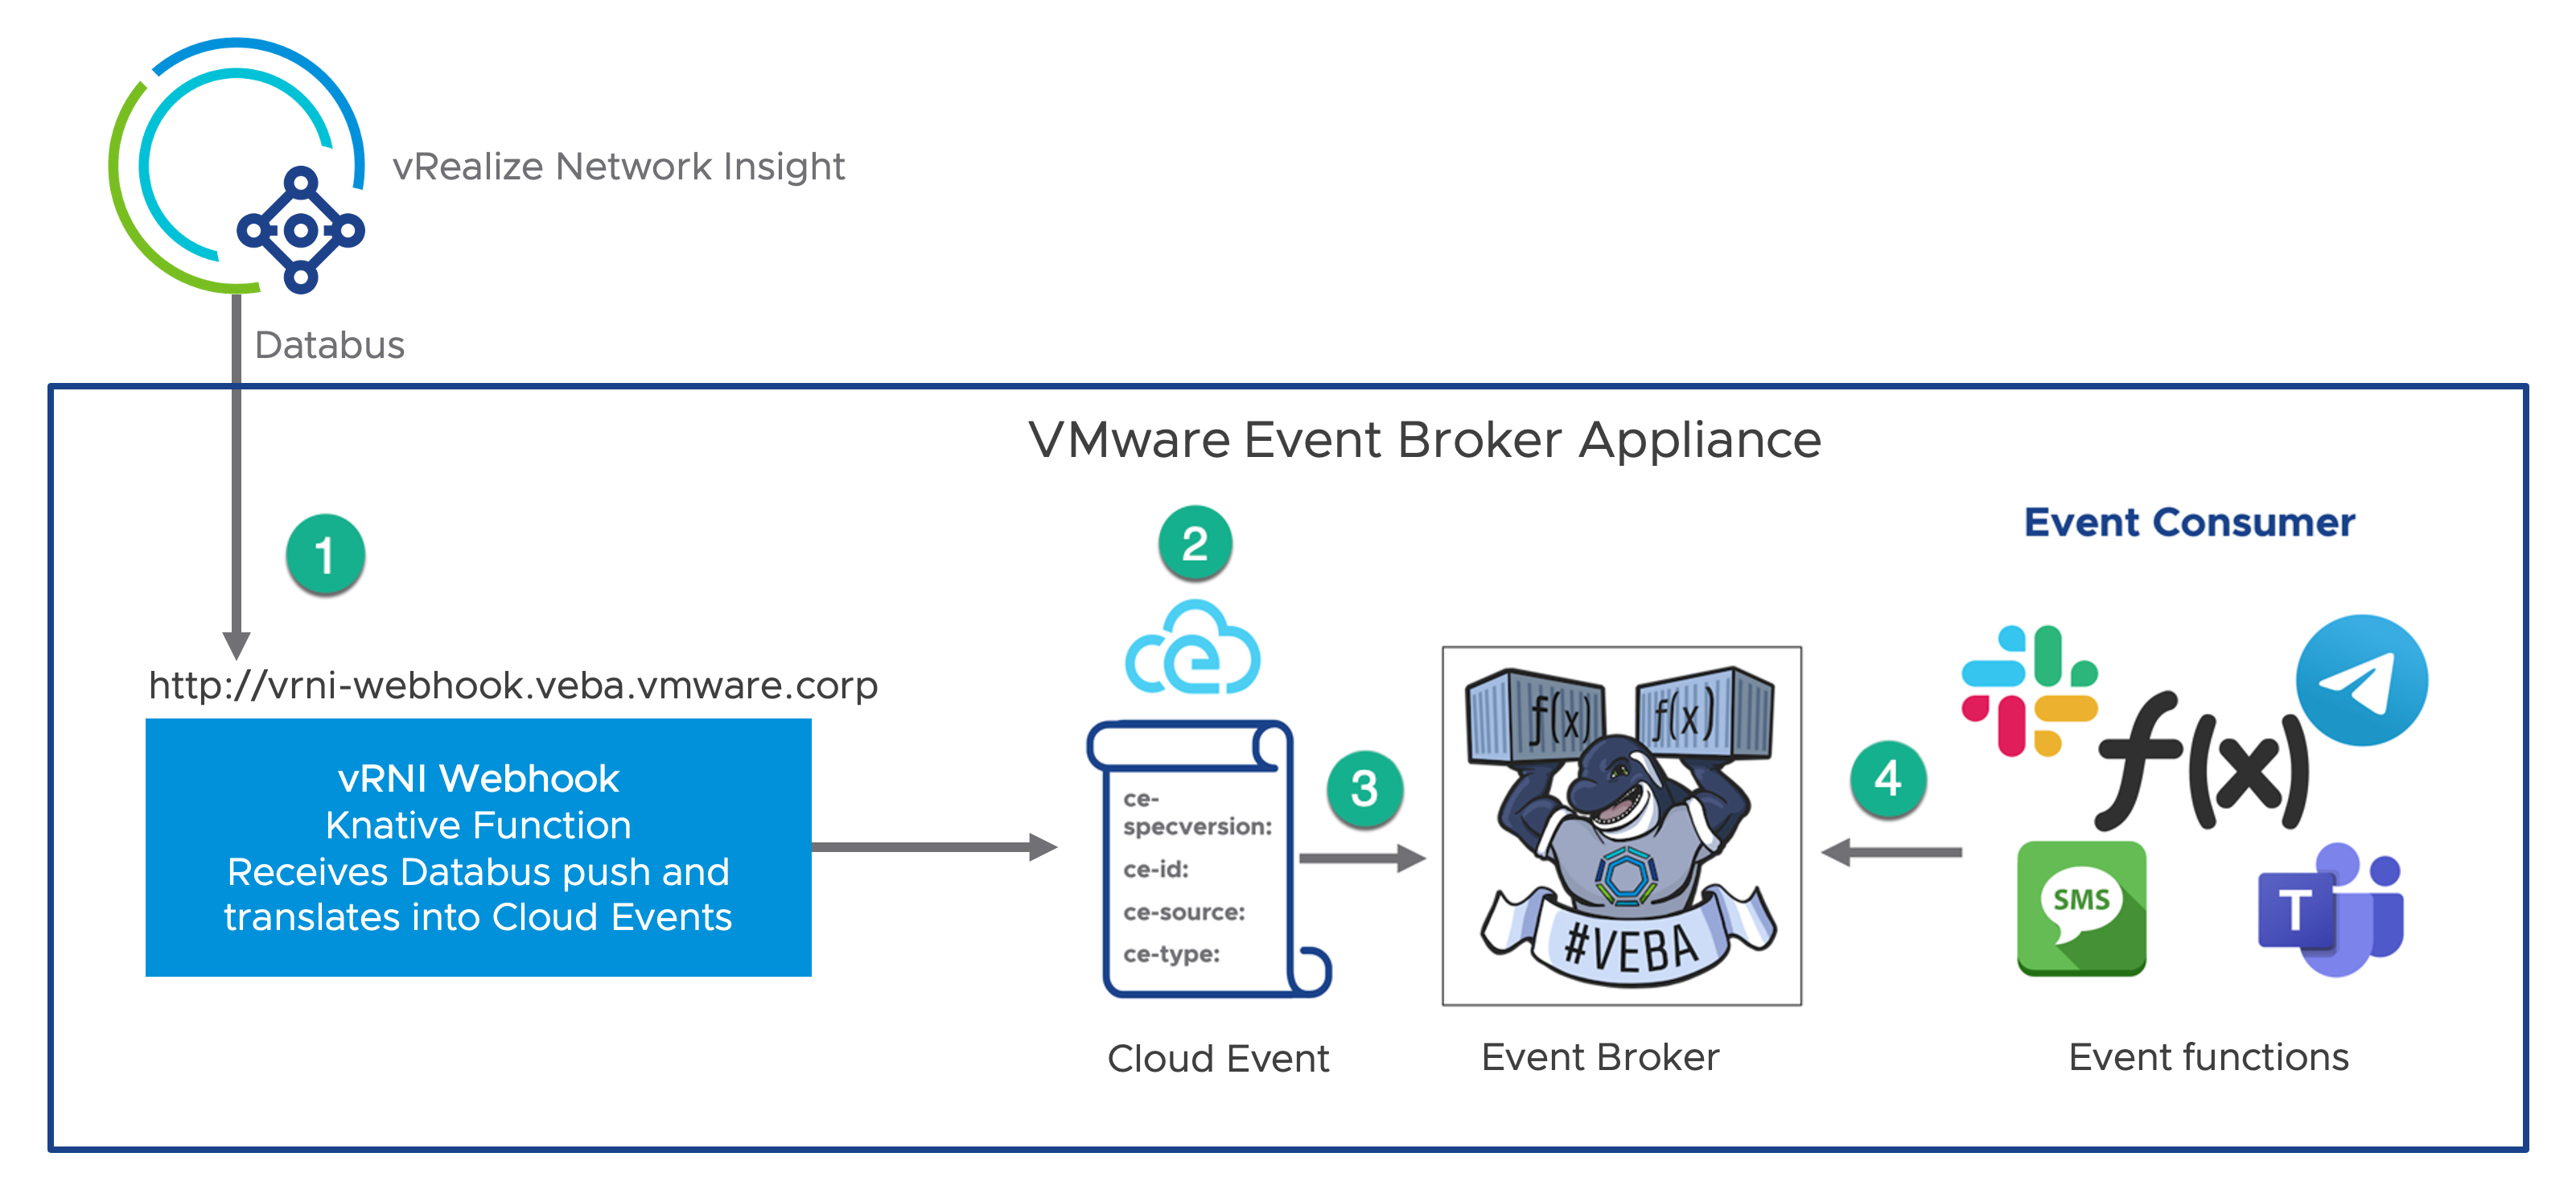 vRealize Network Insight
Databus
VMware Event Broker Appliance
1
http://vrni-webhook.veba.vmware.corp
vRNI Webhook
Knative Function
Receives Databus push and
translates into Cloud Events
2
ce
ce-
specversion:
ce-id:
ce-source:
ce-type:
Cloud Event
3
f(x)
f(x)
#VEBA
Event Broker
4
Event Consumer
f(x)
SMS
T
Event functions